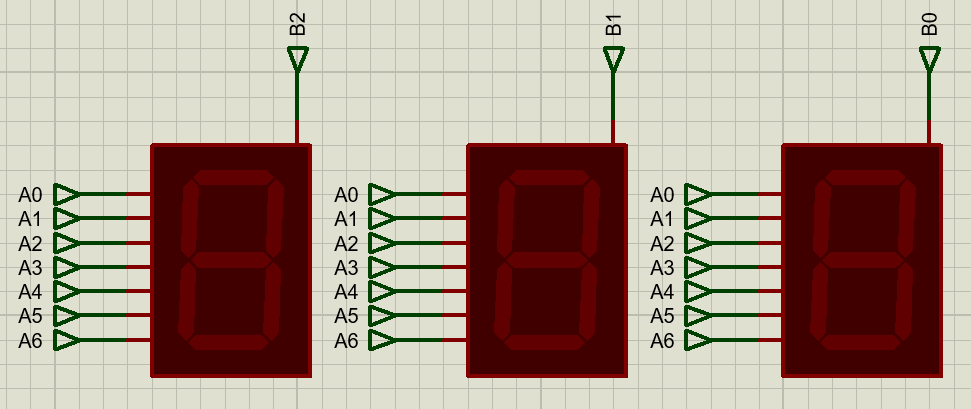 B2 B1 B0
A0 A0 A0
A1 A1 A1
A2 A2 A2
A3 A3 A3
A4 A4 A4
A5 A5 A5
A6 A6 A6